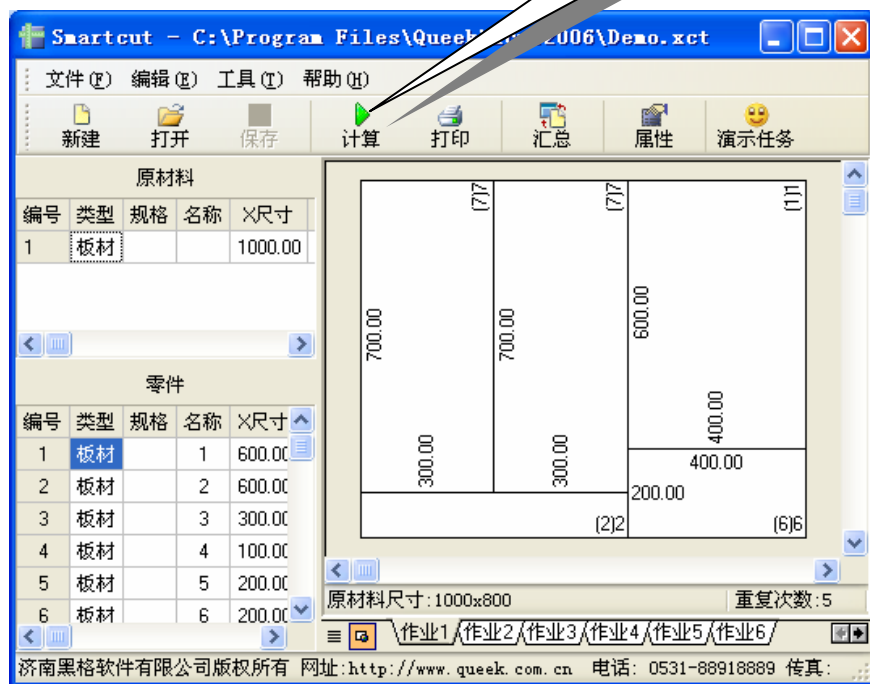 Smartcut - C:\Program Files\Queek 2006\Demo.xct
文件(F) 编辑(E) 工具(T) 帮助(H)
新建 打开 保存 计算 打印 汇总 属性 演示任务
原材料
编号 类型 规格 名称 X尺寸
1 板材 1000.00
零件
编号 类型 规格 名称 X尺寸
1 板材 1 600.00
2 板材 2 600.00
3 板材 3 300.00
4 板材 4 100.00
5 板材 5 200.00
6 板材 6 200.00
(7)7 (7)7 (1)1
700.00 700.00 600.00
300.00 300.00 400.00
400.00
200.00
(2)2 (6)6
原材料尺寸:1000x800 重复次数:5
作业1 作业2 作业3 作业4 作业5 作业6
济南黑格软件有限公司版权所有 网址:http://www.queek.com.cn 电话: 0531-88918889 传真: